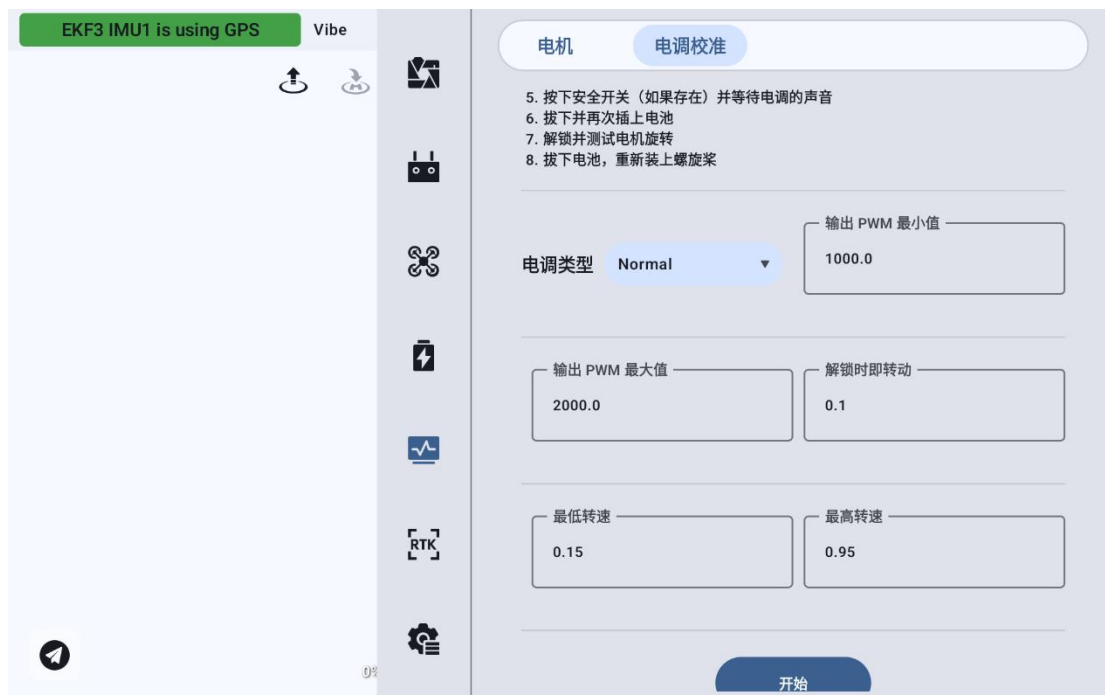 EKF3 IMU1 is using GPS
Vibe
电机
电调校准
5. 按下安全开关（如果存在）并等待电调的声音
6. 拔下并再次插上电池
7. 解锁并测试电机旋转
8. 拔下电池，重新装上螺旋桨
电调类型
Normal
输出 PWM 最小值
1000.0
输出 PWM 最大值
2000.0
解锁时即转动
0.1
RTK
最低转速
0.15
最高转速
0.95
0%
开始